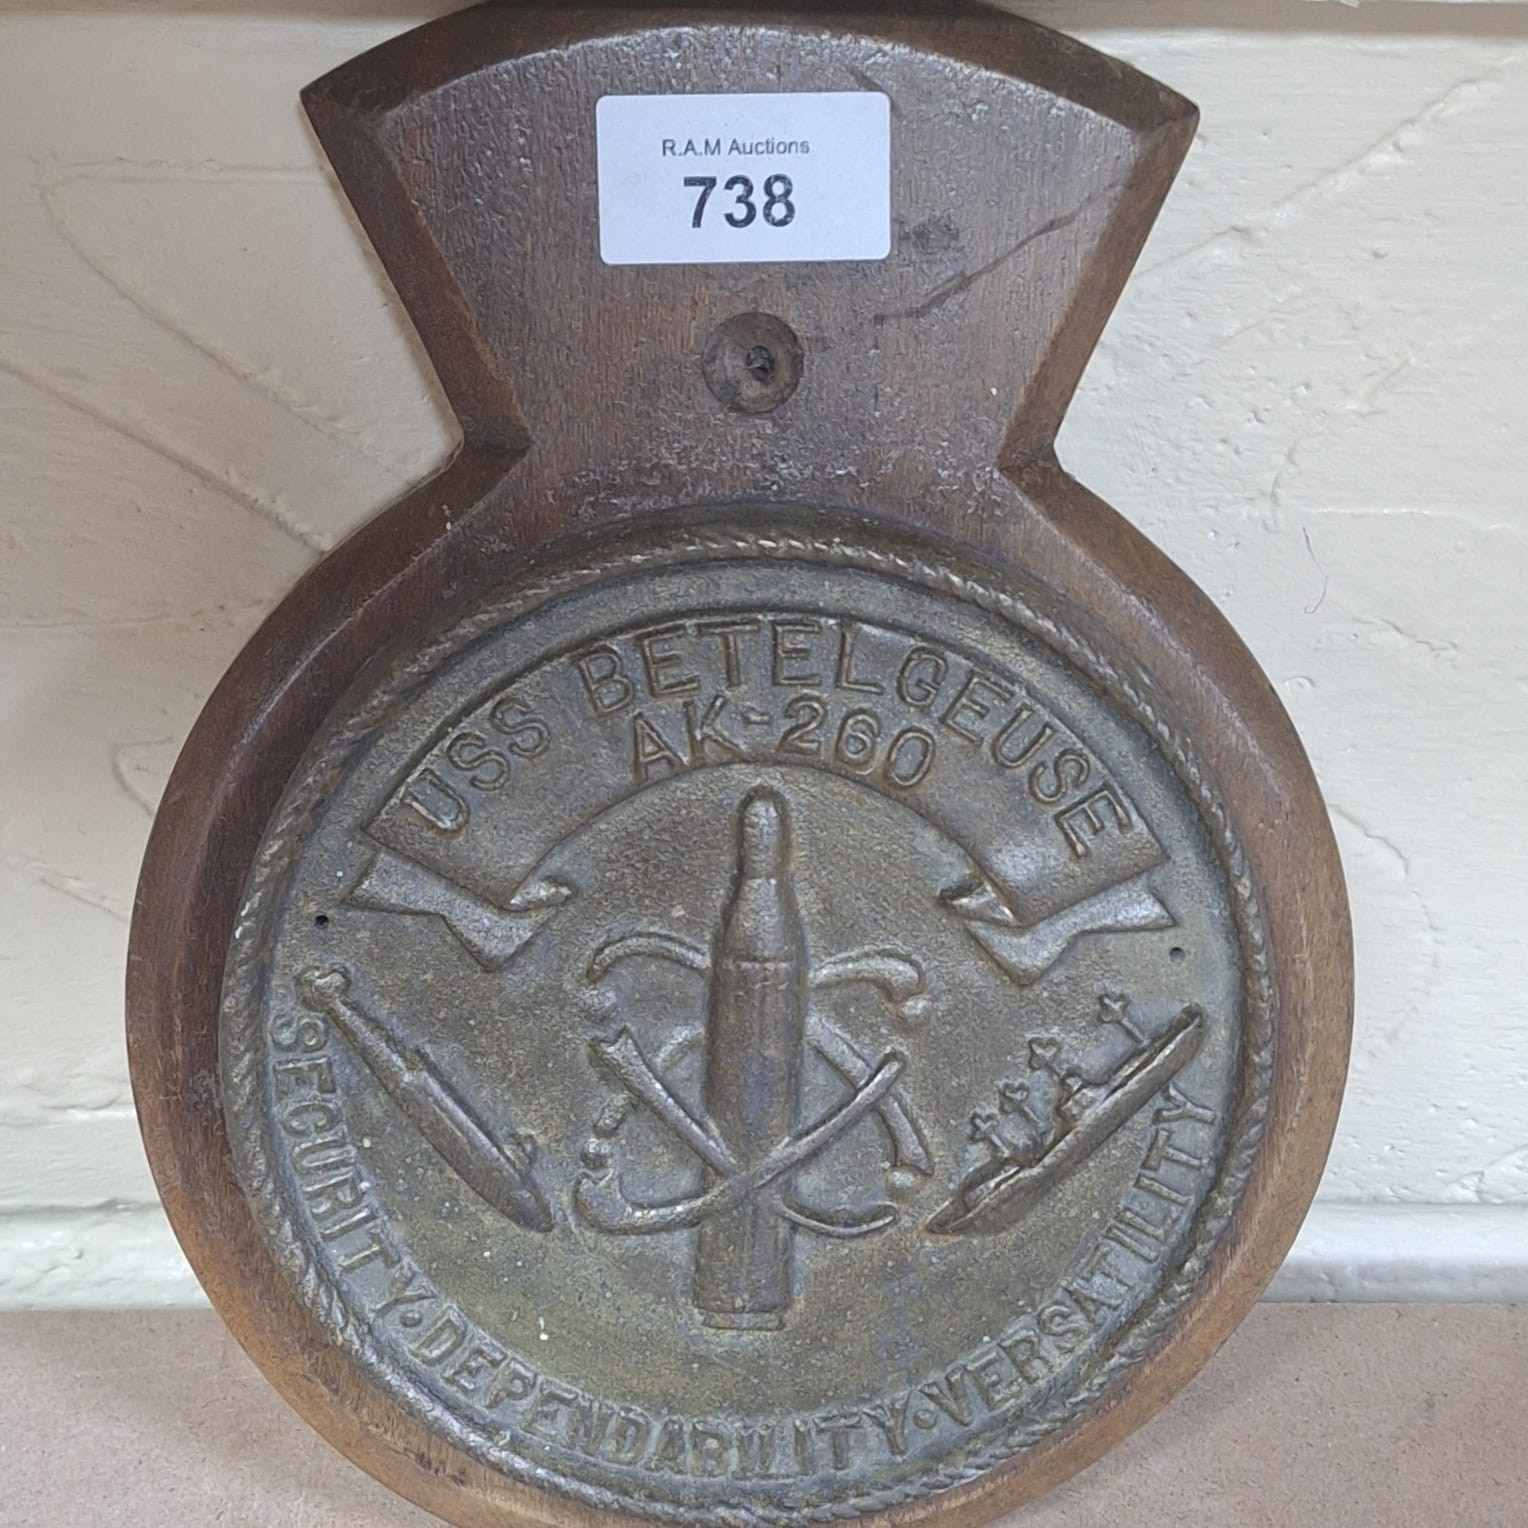 R.A.M Auctions
738
USS BETELGEUSE
AK-260
SECURITY · DEPENDABILITY · VERSATILITY